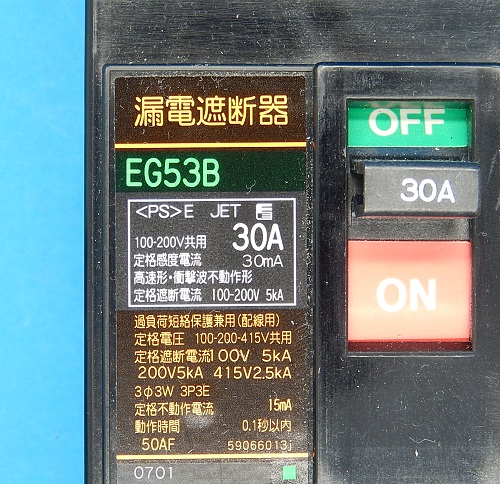 漏電遮断器
EG53B
<PS>E JET
100-200V共用 30A
定格感度電流 30mA
高速形・衝撃波不動作形
定格遮断電流 100-200V 5kA
過負荷短絡保護兼用(配線用)
定格電圧 100-200-415V共用
定格遮断電流100V 5kA
200V5kA 415V2.5kA
3φ3W 3P3E
定格不動作電流 15mA
動作時間 0.1秒以内
50AF 59066013j
0701
OFF
30A
ON